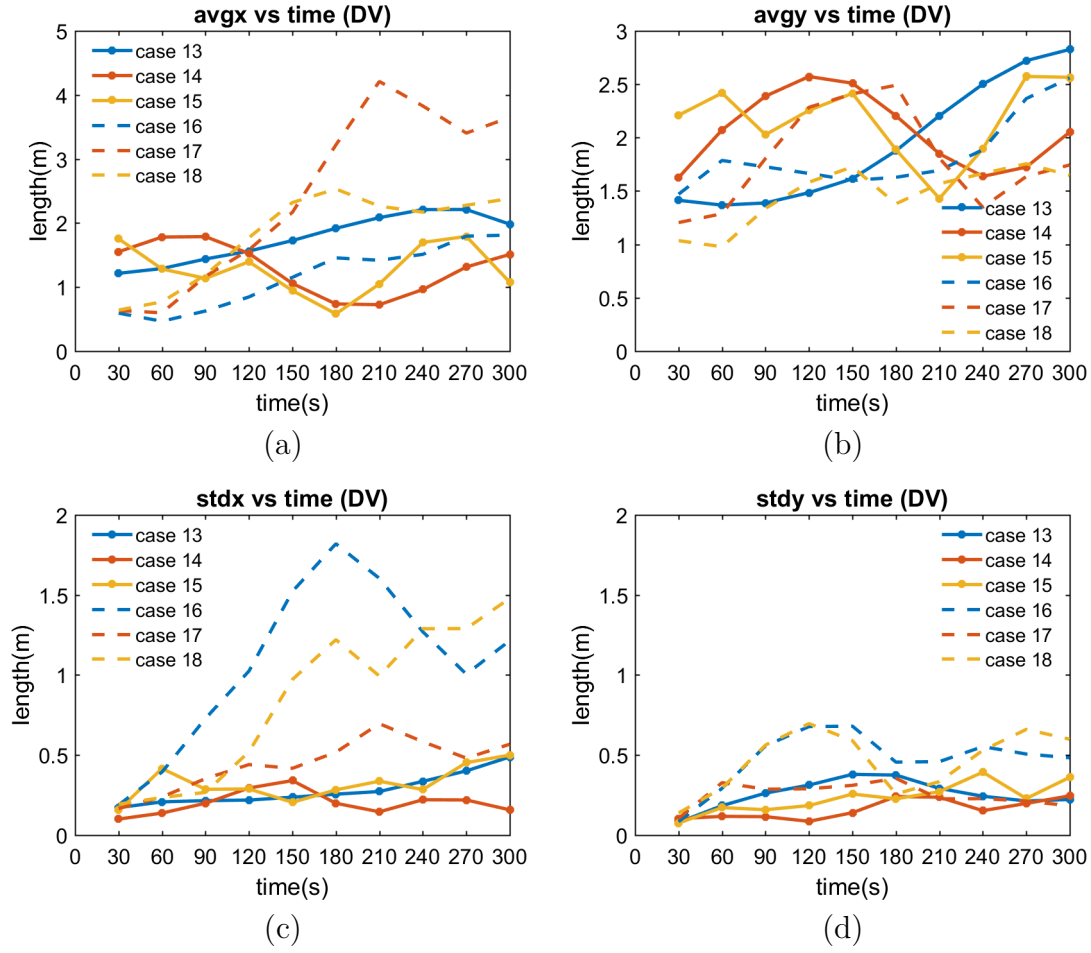 avgx vs time (DV)
5
4
3
2
1
0
length(m)
case 13
case 14
case 15
case 16
case 17
case 18
0 30 60 90 120 150 180 210 240 270 300
time(s)
(a)
avgy vs time (DV)
3
2.5
2
1.5
1
0.5
0
length(m)
case 13
case 14
case 15
case 16
case 17
case 18
0 30 60 90 120 150 180 210 240 270 300
time(s)
(b)
stdx vs time (DV)
2
1.5
1
0.5
0
length(m)
case 13
case 14
case 15
case 16
case 17
case 18
0 30 60 90 120 150 180 210 240 270 300
time(s)
(c)
stdy vs time (DV)
2
1.5
1
0.5
0
length(m)
case 13
case 14
case 15
case 16
case 17
case 18
0 30 60 90 120 150 180 210 240 270 300
time(s)
(d)